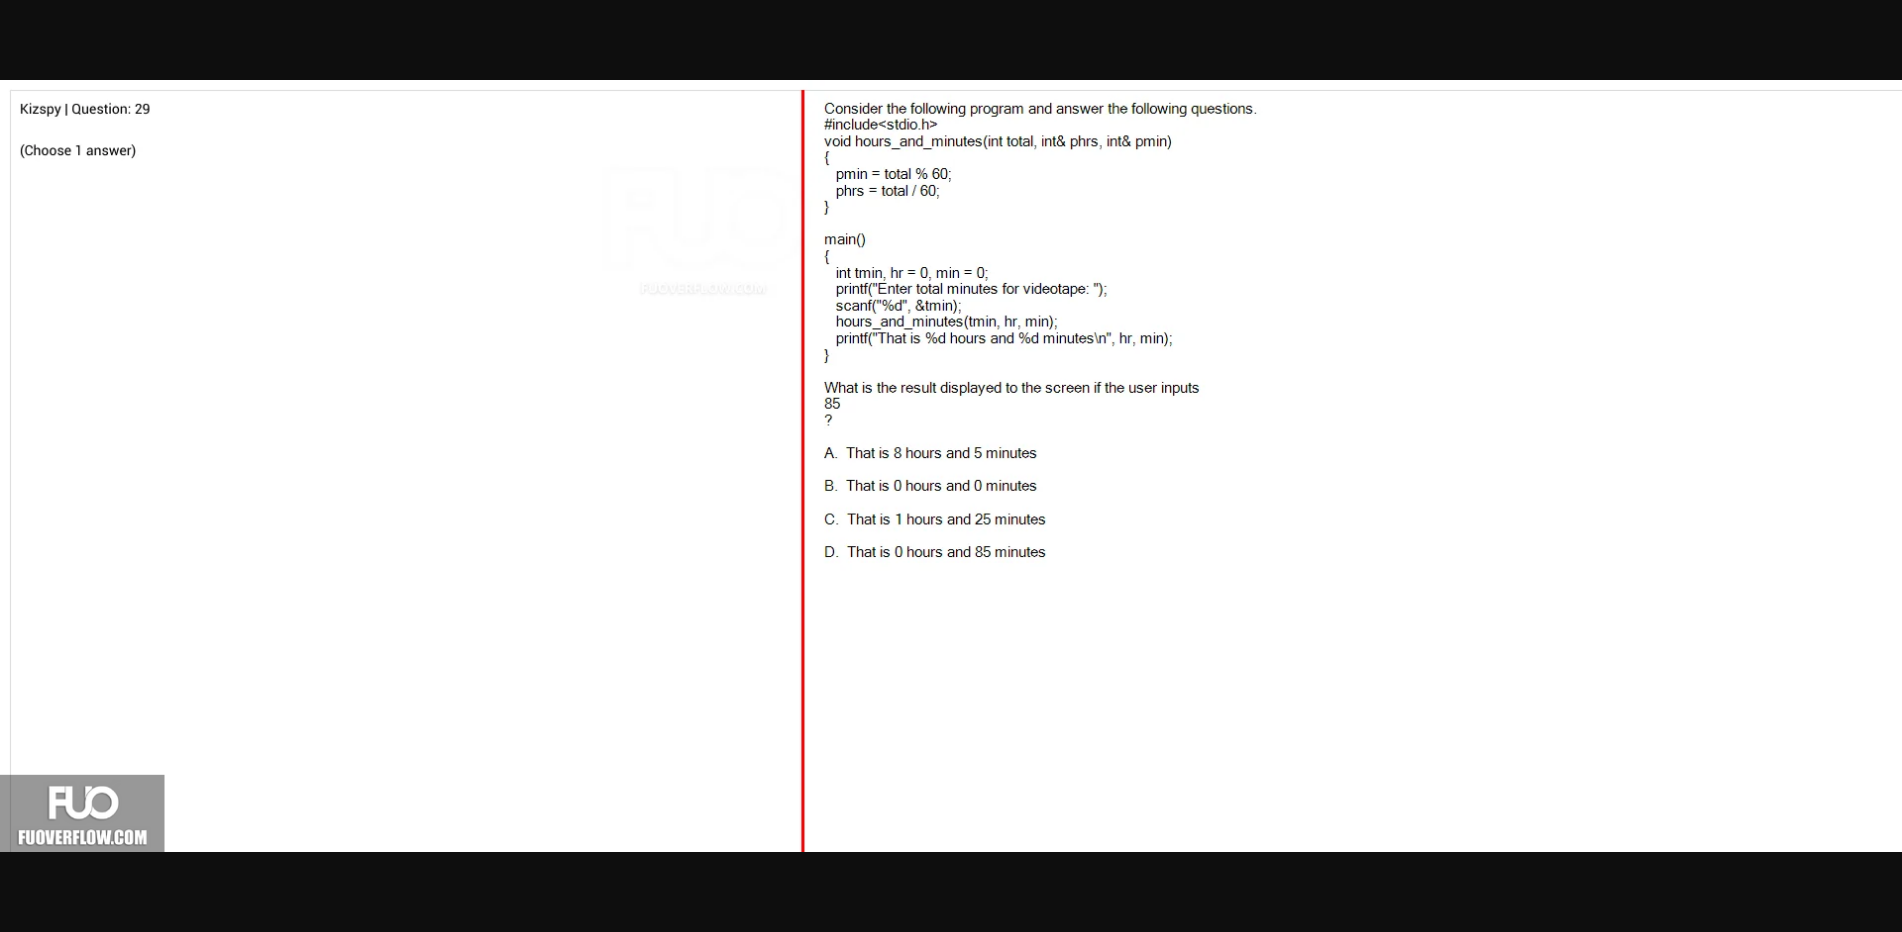 Kizspy | Question: 29
(Choose 1 answer)
Consider the following program and answer the following questions.
#include<stdio.h>
void hours_and_minutes(int total, int& phrs, int& pmin)
{
pmin = total % 60;
phrs = total / 60;
}
main()
{
int tmin, hr = 0, min = 0;
printf("Enter total minutes for videotape: ");
scanf("%d", &tmin);
hours_and_minutes(tmin, hr, min);
printf("That is %d hours and %d minutes\n", hr, min);
}
What is the result displayed to the screen if the user inputs
85
?
A. That is 8 hours and 5 minutes
B. That is 0 hours and 0 minutes
C. That is 1 hours and 25 minutes
D. That is 0 hours and 85 minutes
FUO
FUOVERFLOW.COM
FUO
FUOVERFLOW.COM